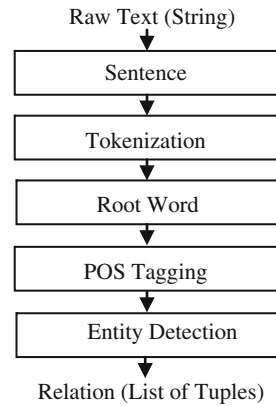 Raw Text (String)
Sentence
Tokenization
Root Word
POS Tagging
Entity Detection
Relation (List of Tuples)